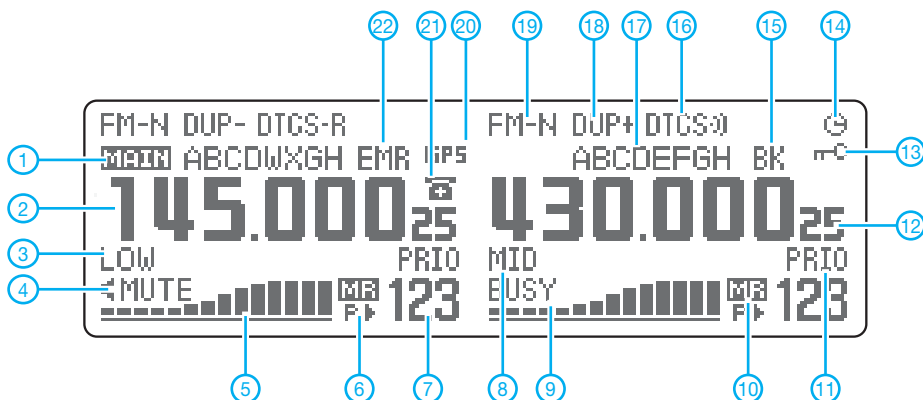 22 21 20 19 18 17 16 15 14
FM-N DUP- DTCS-R FM-N DUP+ DTCS
1 MAIN ABCDWXGH EMR GPS ABCDEFGH BK 13
2 145.000 25 430.000 25 12
3 LOW PRIO MID PRIO
4 MUTE MR 123 BUSY MR 123
P P
5 6 7 8 9 10 11